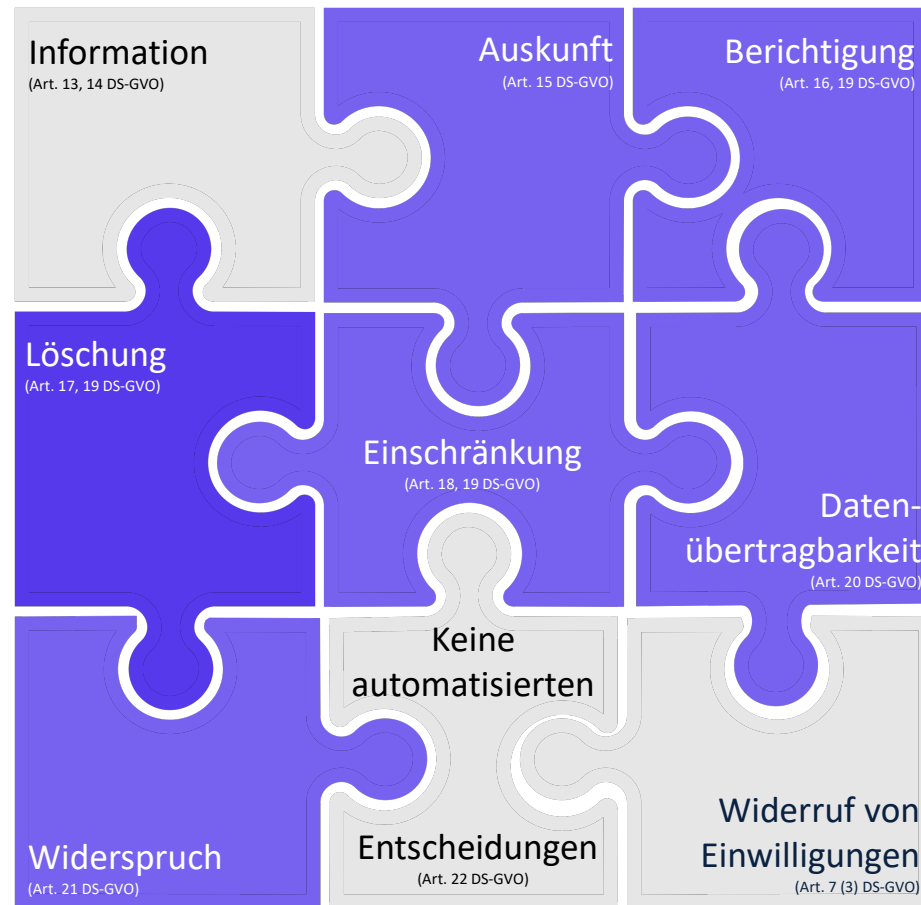 Information
(Art. 13, 14 DS-GVO)
Auskunft
(Art. 15 DS-GVO)
Berichtigung
(Art. 16, 19 DS-GVO)
Löschung
(Art. 17, 19 DS-GVO)
Einschränkung
(Art. 18, 19 DS-GVO)
Daten-
übertragbarkeit
(Art. 20 DS-GVO)
Widerspruch
(Art. 21 DS-GVO)
Keine
automatisierten
Entscheidungen
(Art. 22 DS-GVO)
Widerruf von
Einwilligungen
(Art. 7 (3) DS-GVO)